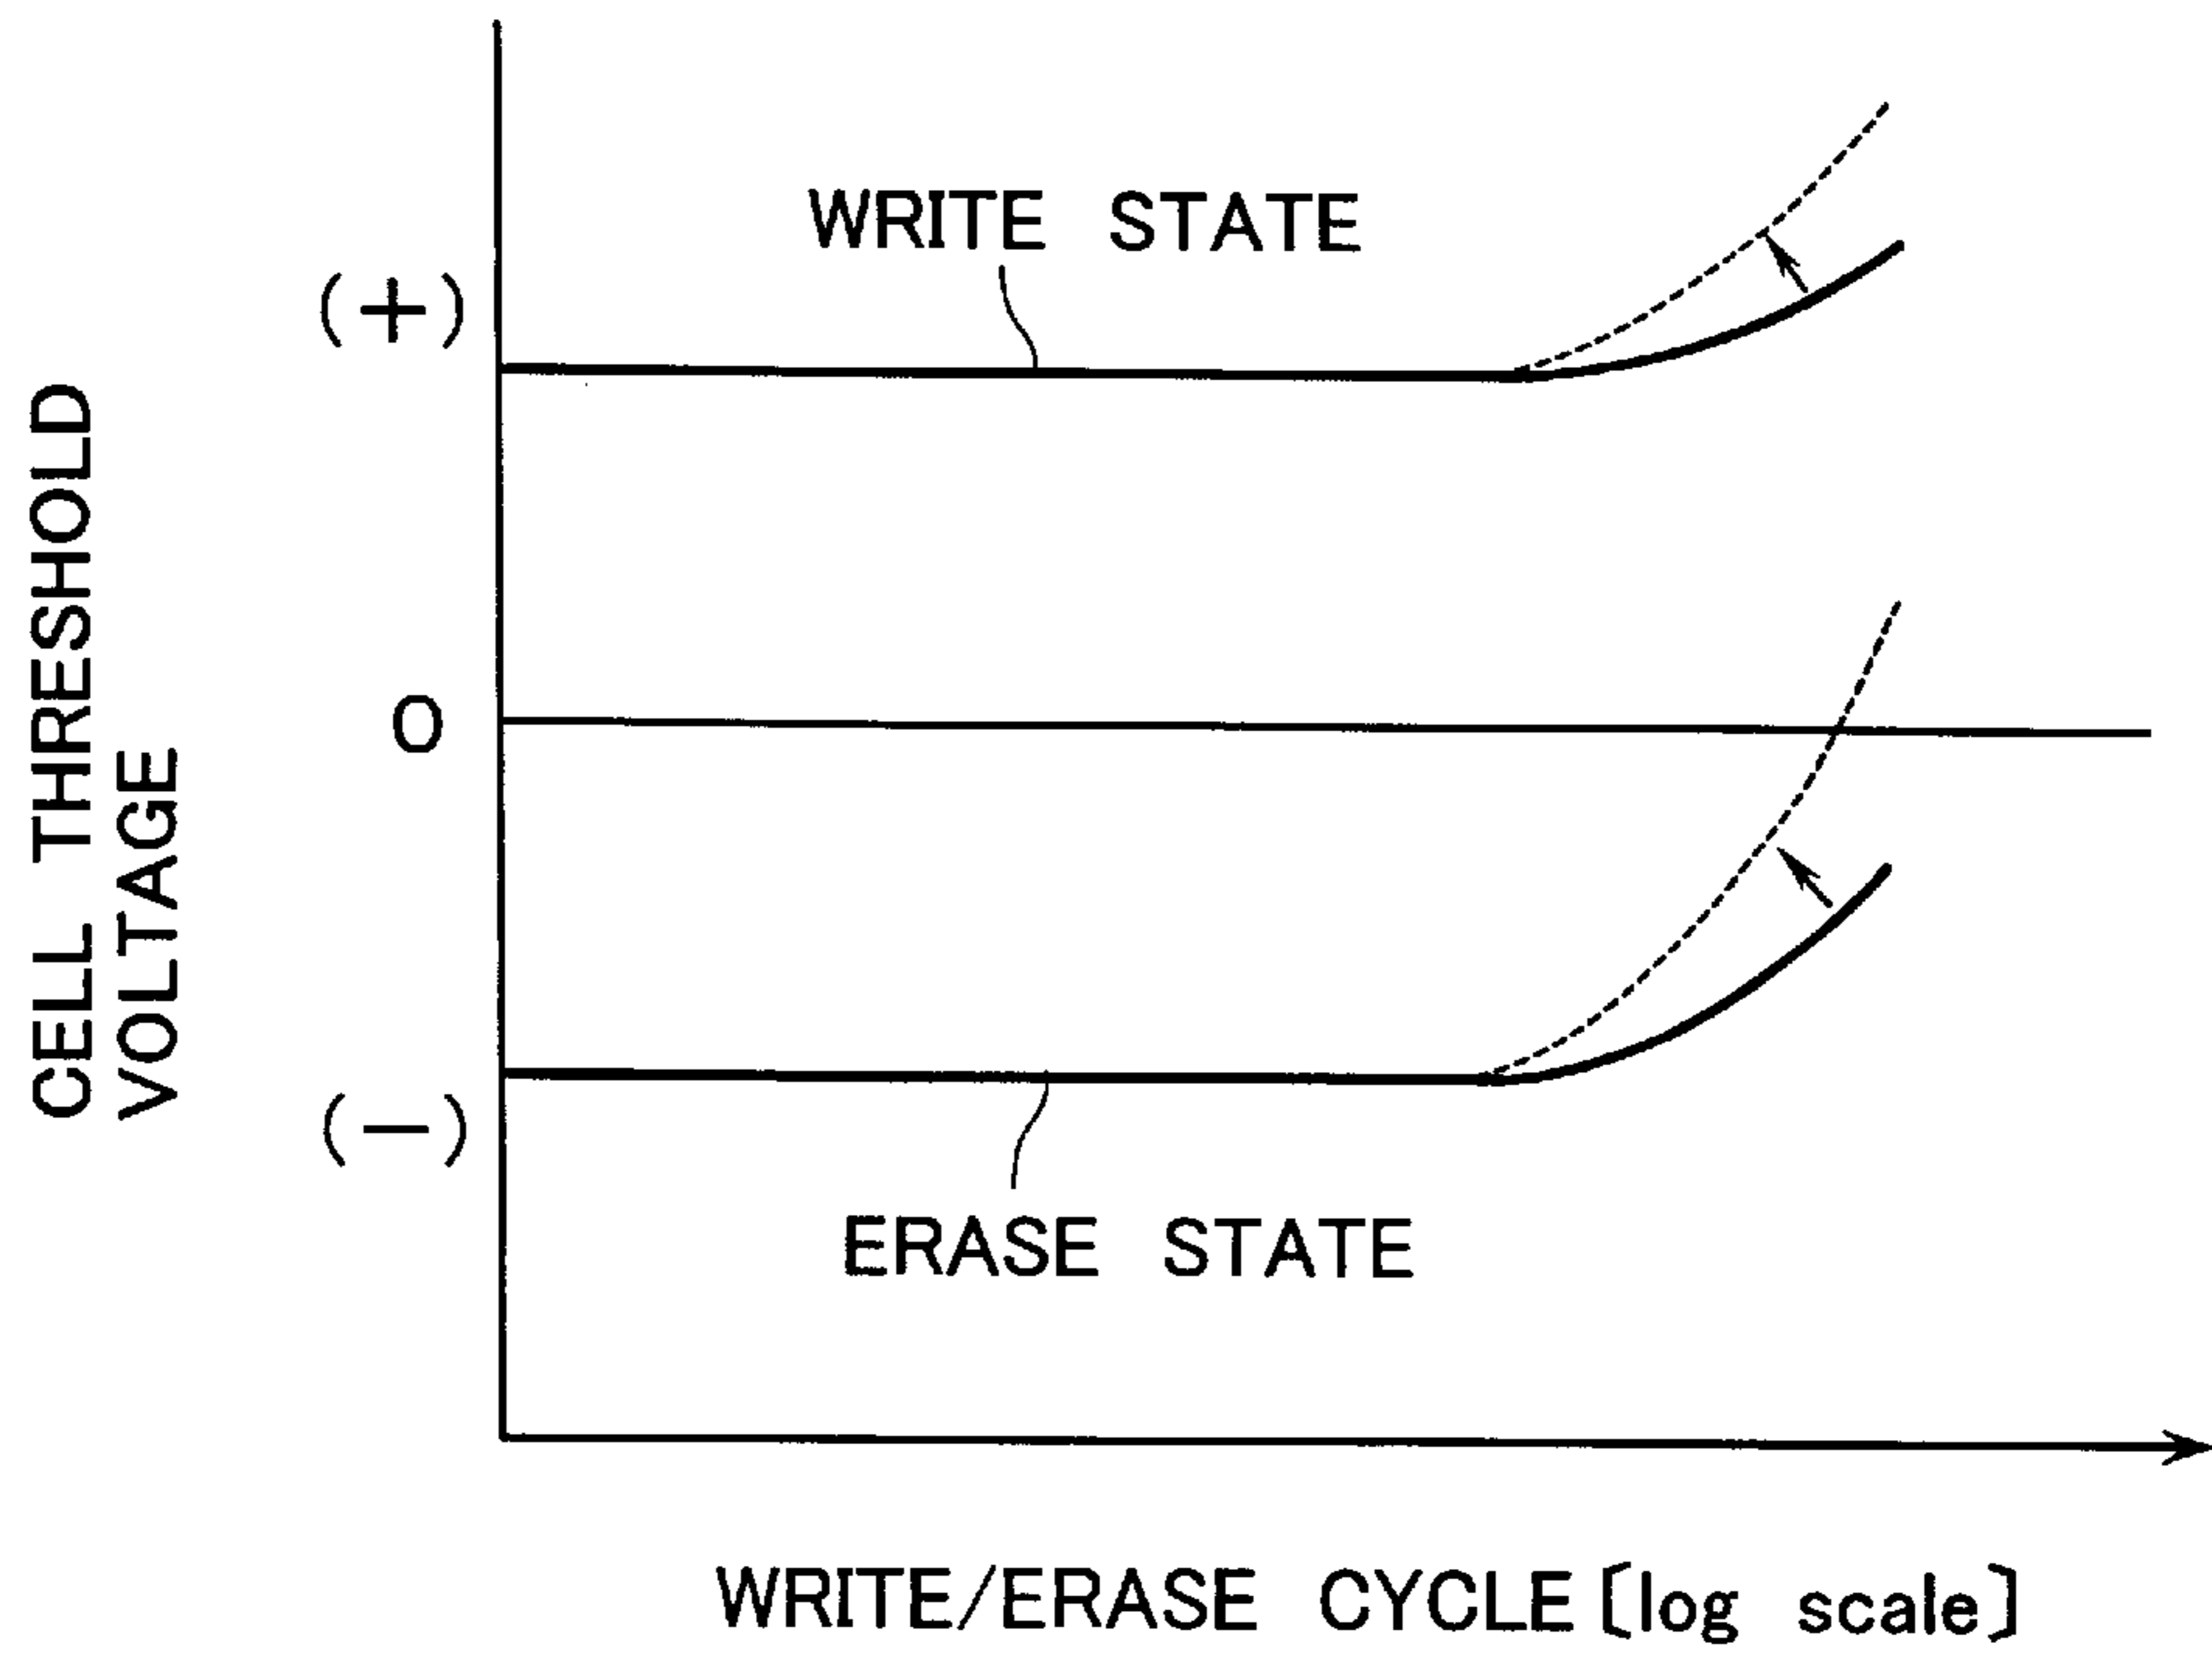 CELL THRESHOLD
VOLTAGE
WRITE STATE
(+)
0
(-)
ERASE STATE
WRITE/ERASE CYCLE[log scale]